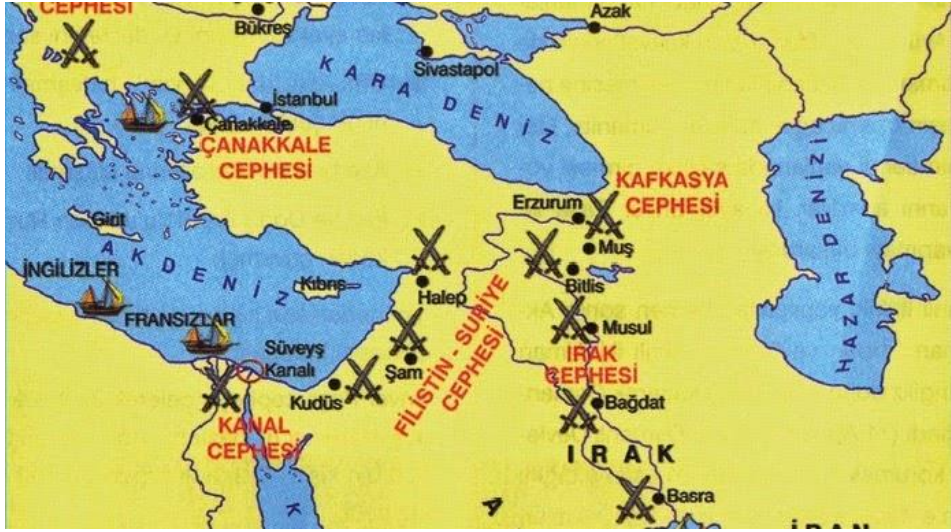 CEPHESİ
Bükreş
Azak
Sivastapol
KARA DENİZ
İstanbul
Çanakkale
ÇANAKKALE
CEPHESİ
HAZAR DENİZİ
KAFKASYA
CEPHESİ
Erzurum
Muş
Bitlis
Girit
AKDENİZ
İNGİLİZLER
Kıbrıs
Halep
FRANSIZLAR
Musul
IRAK
CEPHESİ
FİLİSTİN - SURİYE
CEPHESİ
Süveyş
Kanalı
Şam
Kudüs
Bağdat
KANAL
CEPHESİ
IRAK
Basra
K
A
İRAN